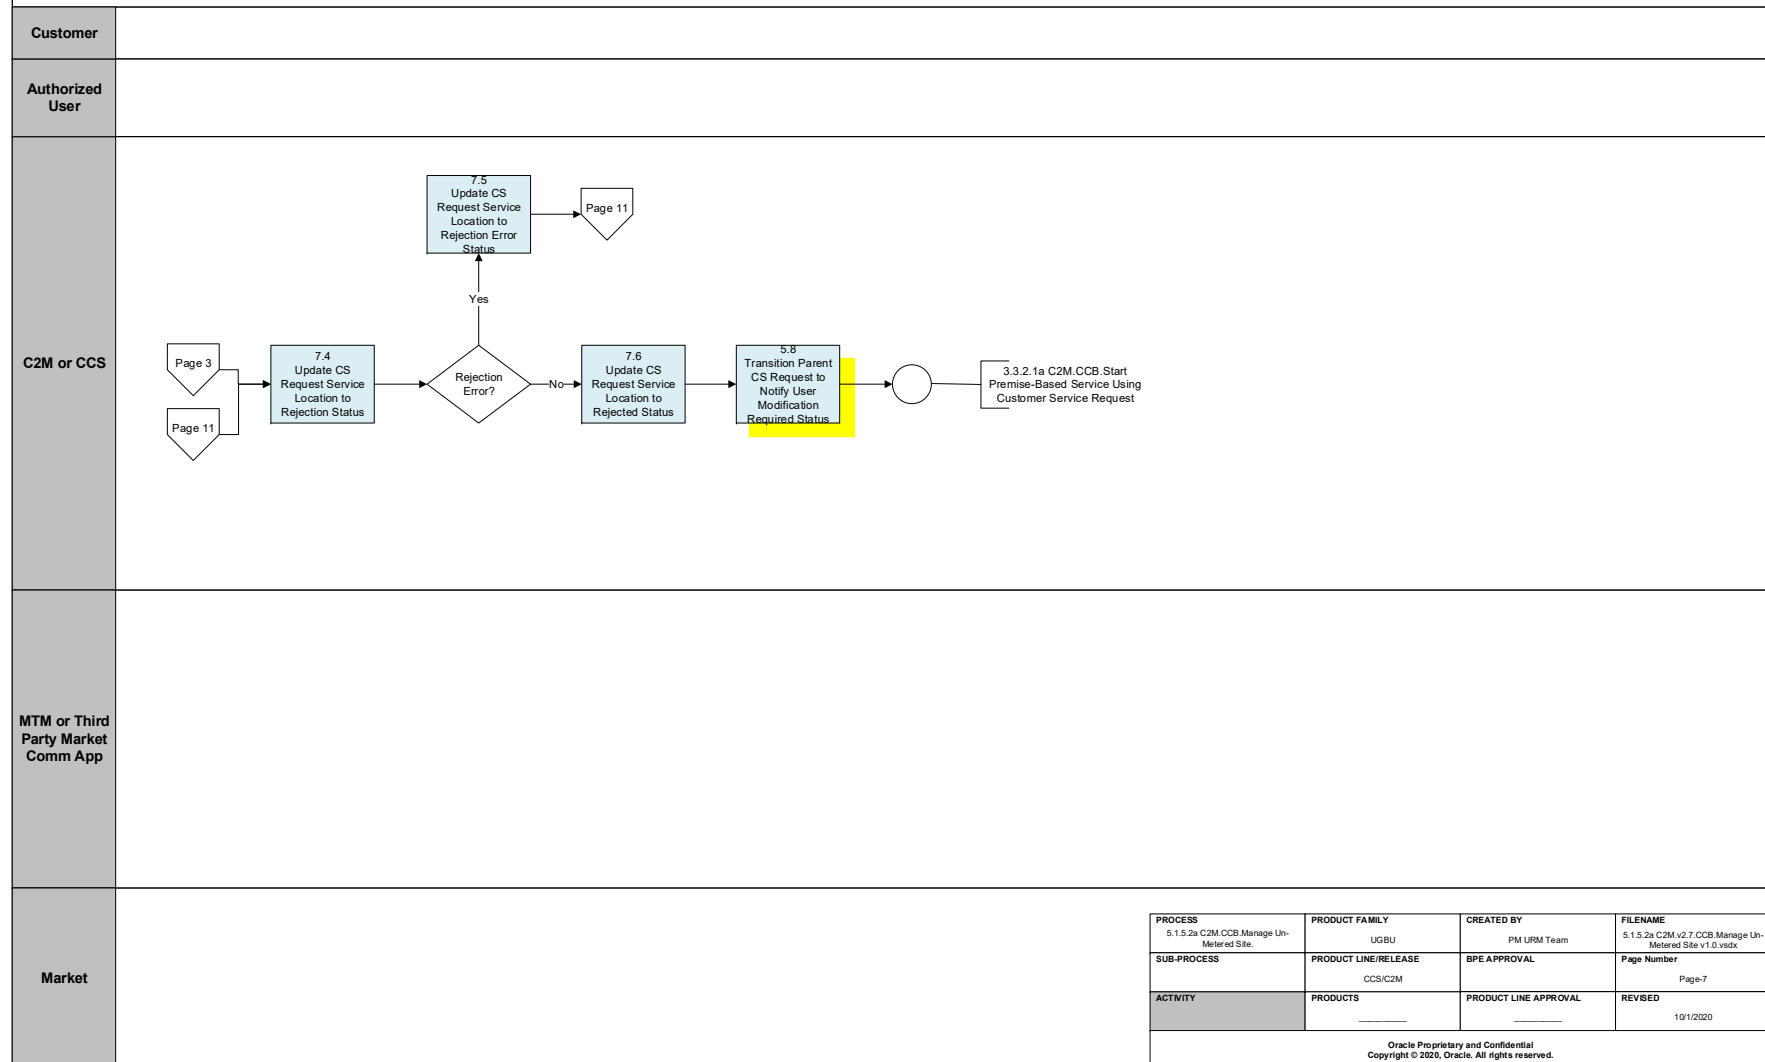 Customer
Authorized
User
C2M or CCS
7.5
Update CS
Request Service
Location to
Rejection Error
Status
Page 11
Yes
Page 3
Page 11
7.4
Update CS
Request Service
Location to
Rejection Status
Rejection
Error?
No
7.6
Update CS
Request Service
Location to
Rejected Status
5.8
Transition Parent
CS Request to
Notify User
Modification
Required Status
3.3.2.1a C2M.CCB.Start
Premise-Based Service Using
Customer Service Request
MTM or Third
Party Market
Comm App
Market
PROCESS
5.1.5.2a C2M.CCB.Manage Un-
Metered Site.
PRODUCT FAMILY
UGBU
CREATED BY
PM URM Team
FILENAME
5.1.5.2a C2M.v2.7.CCB.Manage Un-
Metered Site v1.0.vsdx
SUB-PROCESS
PRODUCT LINE/RELEASE
CCS/C2M
BPE APPROVAL
Page Number
Page-7
ACTIVITY
PRODUCTS
PRODUCT LINE APPROVAL
REVISED
10/1/2020
Oracle Proprietary and Confidential
Copyright © 2020, Oracle. All rights reserved.